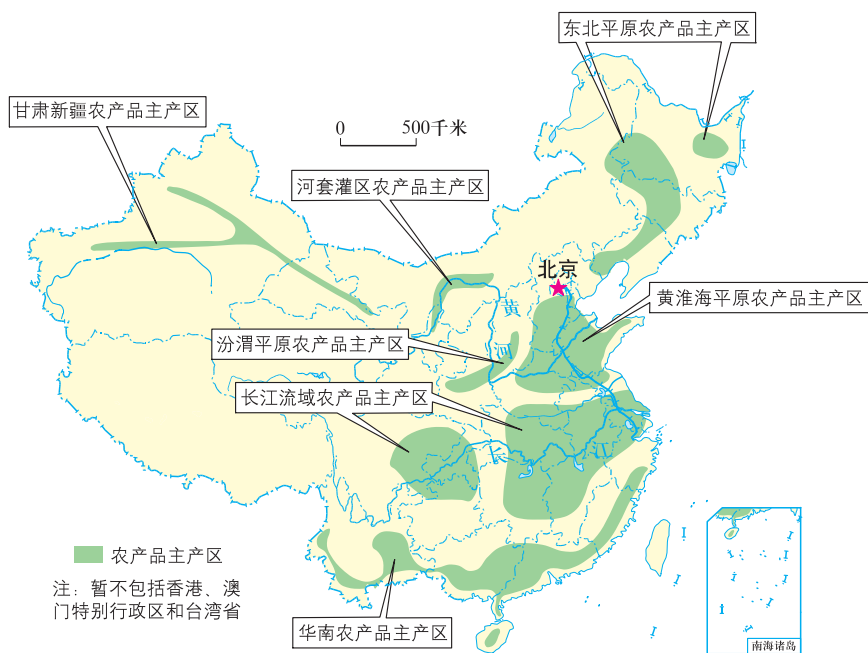 东北平原农产品主产区
甘肃新疆农产品主产区
0 500千米
河套灌区农产品主产区
北京
黄淮海平原农产品主产区
黄
河
汾渭平原农产品主产区
长江流域农产品主产区
长
江
农产品主产区
注：暂不包括香港、澳
门特别行政区和台湾省
华南农产品主产区
南海诸岛